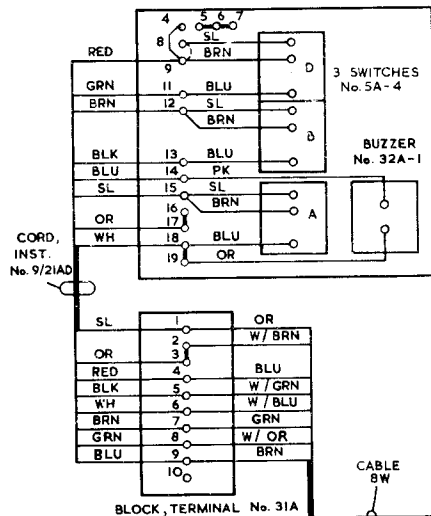 4 5 6 7
8 SL
RED 9 BRN
D
GRN 11 BLU
3 SWITCHES
No. 5A-4
BRN 12 SL
BRN
B
BUZZER
No. 32A-1
BLK 13 BLU
BLU 14 PK
SL 15 SL
BRN
A
16
OR 17
WH 18 BLU
OR
19
CORD,
INST.
No. 9/21AD
SL 1 OR
2 W/BRN
OR 3
RED 4 BLU
BLK 5 W/GRN
WH 6 W/BLU
BRN 7 GRN
GRN 8 W/OR
BLU 9 BRN
10
CABLE
8W
BLOCK, TERMINAL No. 31A